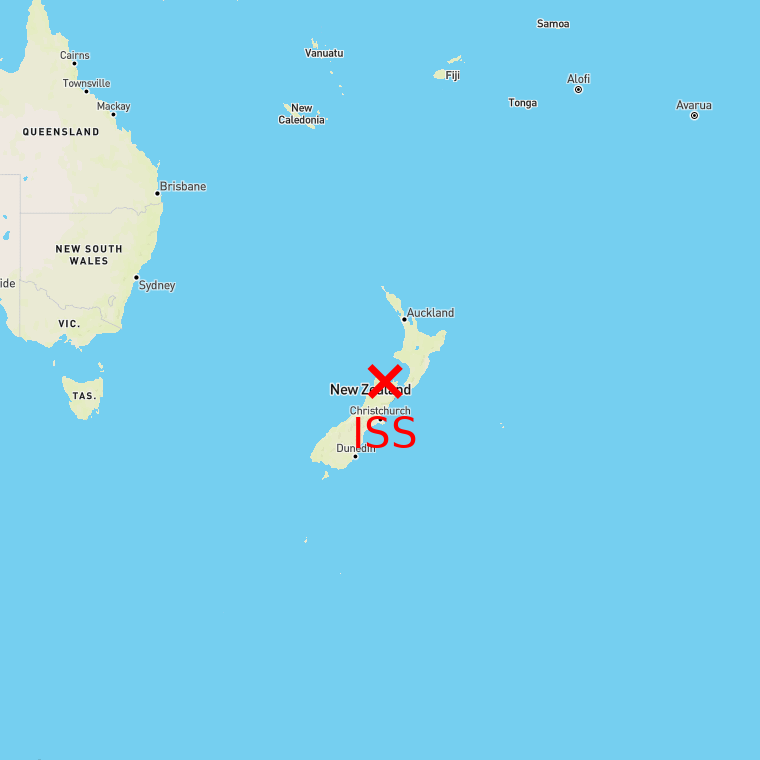 Samoa
Vanuatu
Cairns
Fiji
Alofi
Townsville
Tonga
Avarua
Mackay
New
Caledonia
QUEENSLAND
Brisbane
NEW SOUTH
WALES
ide
Sydney
Auckland
VIC.
New Zealand
TAS.
Christchurch
ISS
Dunedin